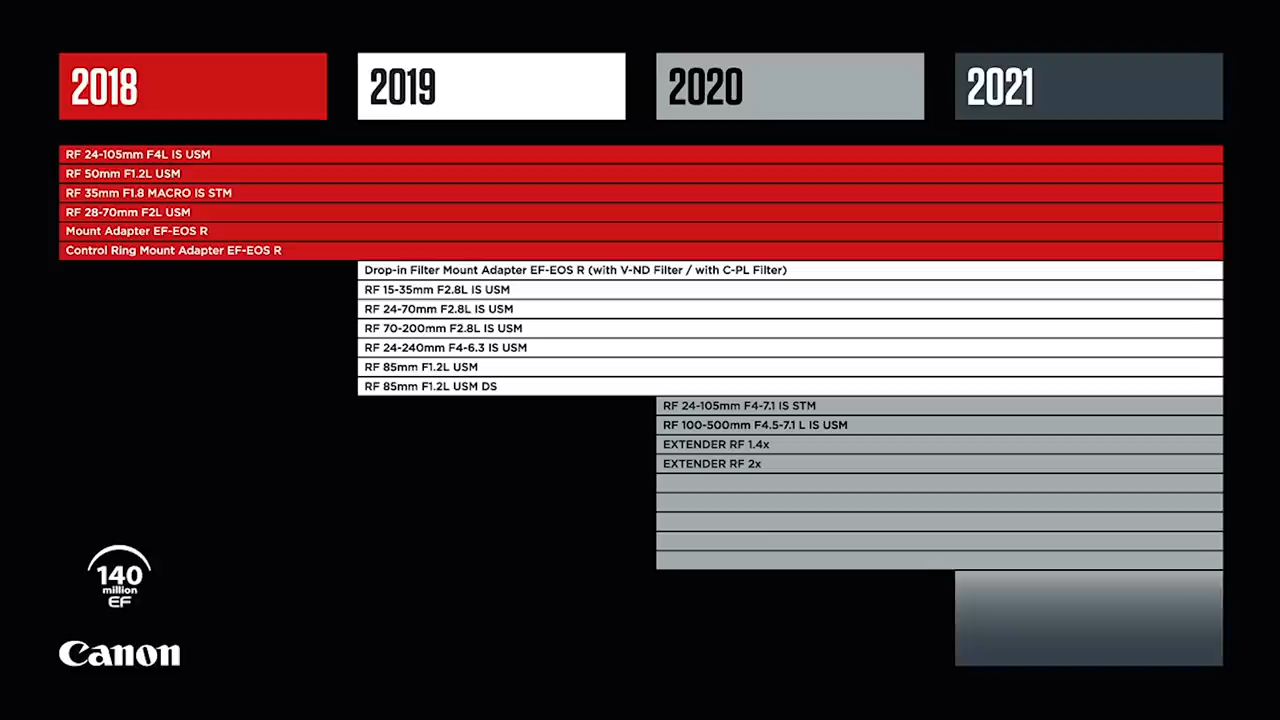 2018
2019
2020
2021
RF 24-105mm F4L IS USM
RF 50mm F1.2L USM
RF 35mm F1.8 MACRO IS STM
RF 28-70mm F2L USM
Mount Adapter EF-EOS R
Control Ring Mount Adapter EF-EOS R
Drop-in Filter Mount Adapter EF-EOS R (with V-ND Filter / with C-PL Filter)
RF 15-35mm F2.8L IS USM
RF 24-70mm F2.8L IS USM
RF 70-200mm F2.8L IS USM
RF 24-240mm F4-6.3 IS USM
RF 85mm F1.2L USM
RF 85mm F1.2L USM DS
RF 24-105mm F4-7.1 IS STM
RF 100-500mm F4.5-7.1 L IS USM
EXTENDER RF 1.4x
EXTENDER RF 2x
140
million
EF
Canon